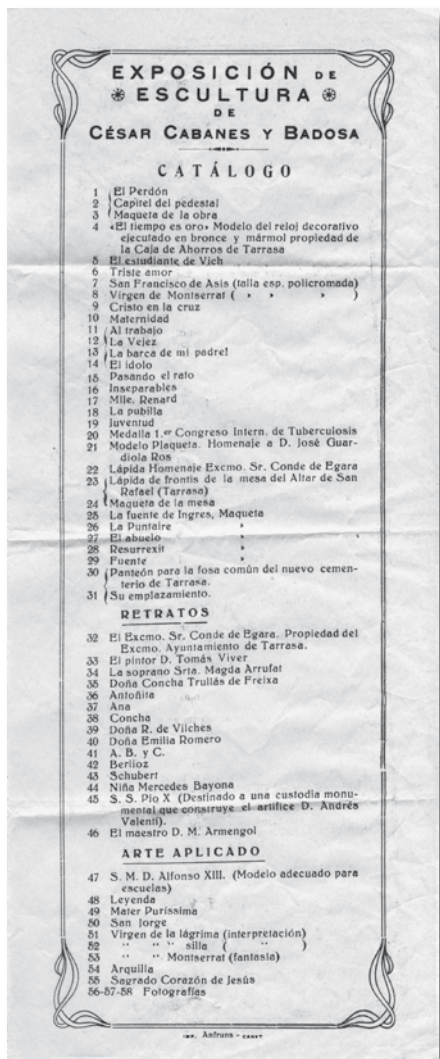 EXPOSICIÓN DE
ESCULTURA
DE
CÉSAR CABANES Y BADOSA
CATÁLOGO
1 El Perdón
2 Capitel del pedestal
3 Maqueta de la obra
4 «El tiempo es oro» Modelo del reloj decorativo
ejecutado en bronce y mármol propiedad de
la Caja de Ahorros de Tarrasa
5 El estudiante de Vich
6 Triste amor
7 San Francisco de Asis (talla esp. policromada)
8 Virgen de Montserrat ( » » » )
9 Cristo en la cruz
10 Maternidad
11 Al trabajo
12 La Vejez
13 La barca de mi padre!
14 El ídolo
15 Pasando el rato
16 Inseparables
17 Mlle. Renard
18 La pubilla
19 Juventud
20 Medalla 1.er Congreso Intern. de Tuberculosis
21 Modelo Plaqueta. Homenaje a D. José Guar-
diola Ros
22 Lápida Homenaje Excmo. Sr. Conde de Egara
23 Lápida de frontis de la mesa del Altar de San
Rafael (Tarrasa)
24 Maqueta de la mesa
25 La fuente de Ingres, Maqueta
26 La Puntaire »
27 El abuelo »
28 Resurrexit »
29 Fuente »
30 Panteón para la fosa común del nuevo cemen-
terio de Tarrasa.
31 Su emplazamiento.
RETRATOS
32 El Excmo. Sr. Conde de Egara. Propiedad del
Excmo. Ayuntamiento de Tarrasa.
33 El pintor D. Tomás Viver
34 La soprano Srta. Magda Arrufat
35 Doña Concha Trullás de Freixa
36 Antoñita
37 Ana
38 Concha
39 Doña R. de Vilches
40 Doña Emilia Romero
41 A. B. y C.
42 Berlioz
43 Schubert
44 Niña Mercedes Bayona
45 S. S. Pio X (Destinado a una custodia monu-
mental que construye el artífice D. Andrés
Valentí).
46 El maestro D. M. Armengol
ARTE APLICADO
47 S. M. D. Alfonso XIII. (Modelo adecuado para
escuelas)
48 Leyenda
49 Mater Puríssima
50 San Jorge
51 Virgen de la lágrima (interpretación)
52 " " " silla ( " )
53 " " Montserrat (fantasía)
54 Arquilla
55 Sagrado Corazón de Jesús
56-57-58 Fotografías
IMP. Anfruns - CANET